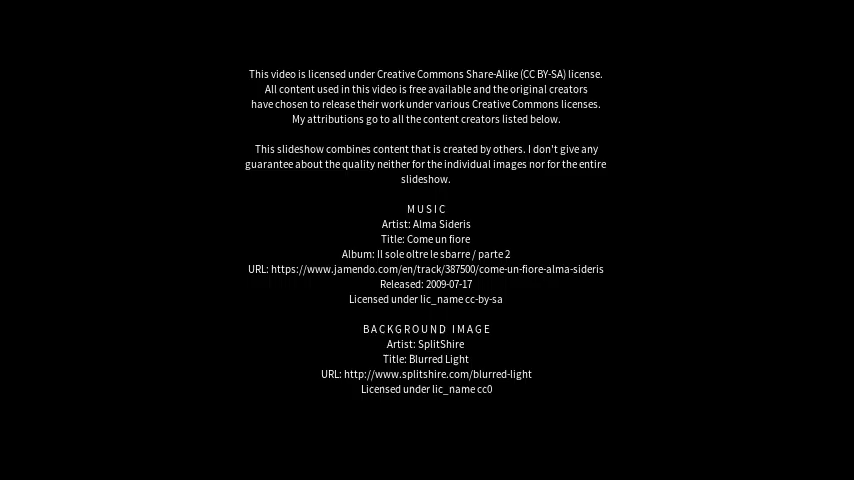 This video is licensed under Creative Commons Share-Alike (CC BY-SA) license.
All content used in this video is free available and the original creators
have chosen to release their work under various Creative Commons licenses.
My attributions go to all the content creators listed below.
This slideshow combines content that is created by others. I don't give any
guarantee about the quality neither for the individual images nor for the entire
slideshow.
MUSIC
Artist: Alma Sideris
Title: Come un fiore
Album: Il sole oltre le sbarre / parte 2
URL: https://www.jamendo.com/en/track/387500/come-un-fiore-alma-sideris
Released: 2009-07-17
Licensed under lic_name cc-by-sa
BACKGROUND IMAGE
Artist: SplitShire
Title: Blurred Light
URL: http://www.splitshire.com/blurred-light
Licensed under lic_name cc0